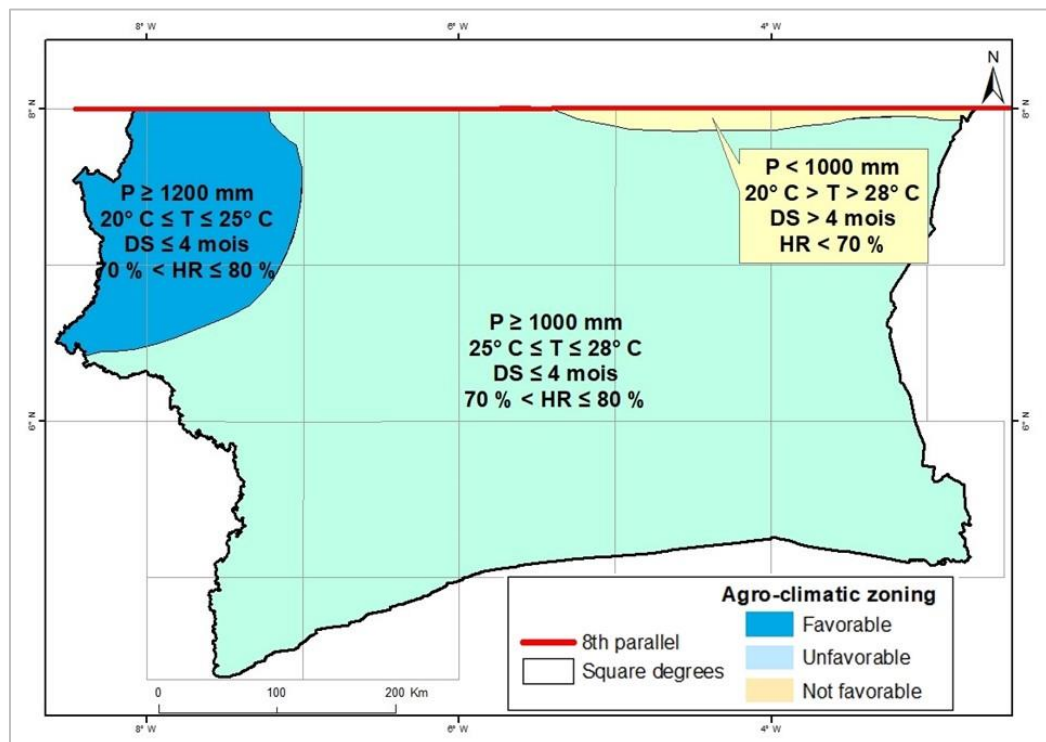 8° W 6° W 4° W
N
8° N 8° N
P ≥ 1200 mm
20° C ≤ T ≤ 25° C
DS ≤ 4 mois
70 % < HR ≤ 80 %
P < 1000 mm
20° C > T > 28° C
DS > 4 mois
HR < 70 %
P ≥ 1000 mm
25° C ≤ T ≤ 28° C
DS ≤ 4 mois
70 % < HR ≤ 80 %
6° N 6° N
Agro-climatic zoning
8th parallel
Square degrees
Favorable
Unfavorable
Not favorable
0 100 200 Km
8° W 6° W 4° W